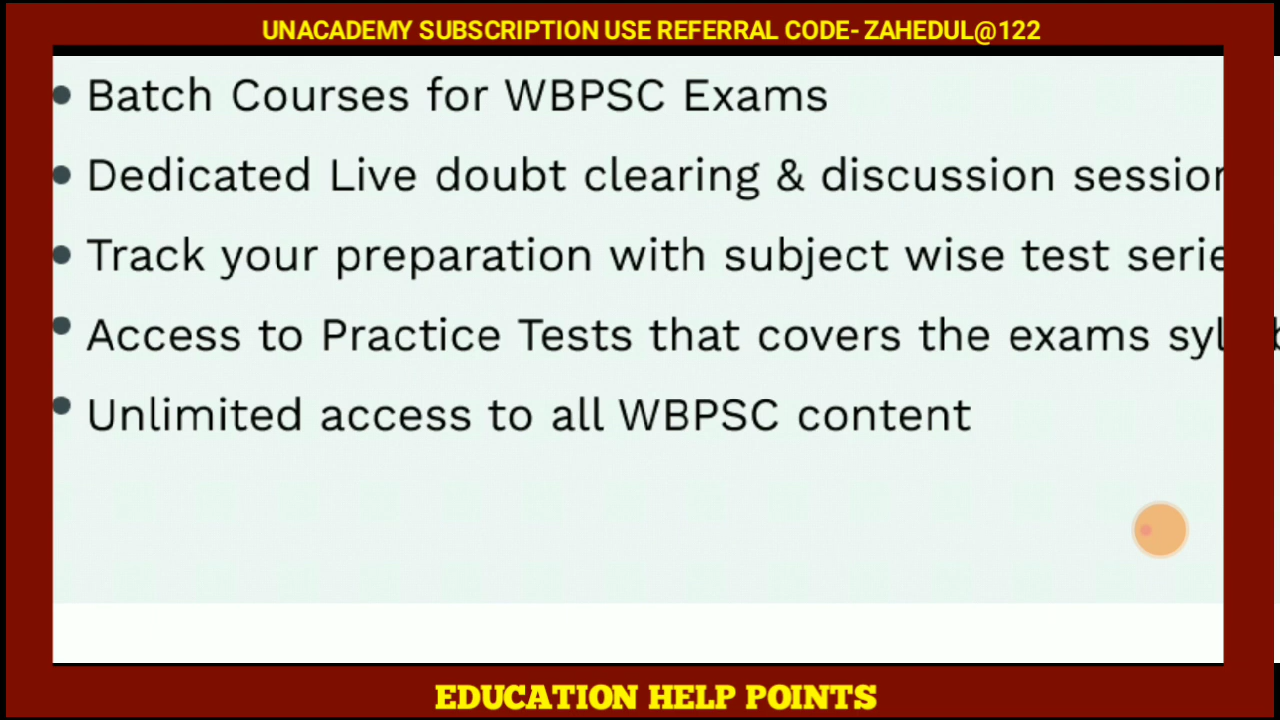 UNACADEMY SUBSCRIPTION USE REFERRAL CODE- ZAHEDUL@122
Batch Courses for WBPSC Exams
Dedicated Live doubt clearing & discussion
Track your preparation with subject wise test
Access to Practice Tests that covers the exams
Unlimited access to all WBPSC content
EDUCATION HELP POINTS